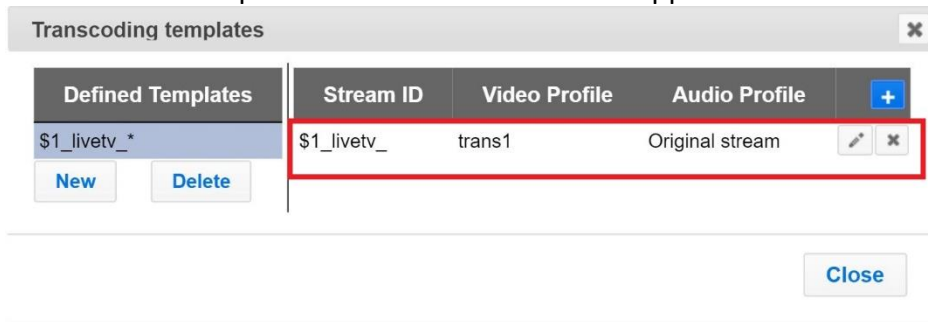 Transcoding templates
Defined Templates Stream ID Video Profile Audio Profile +
$1_livetv_* $1_livetv_ trans1 Original stream
New Delete
Close